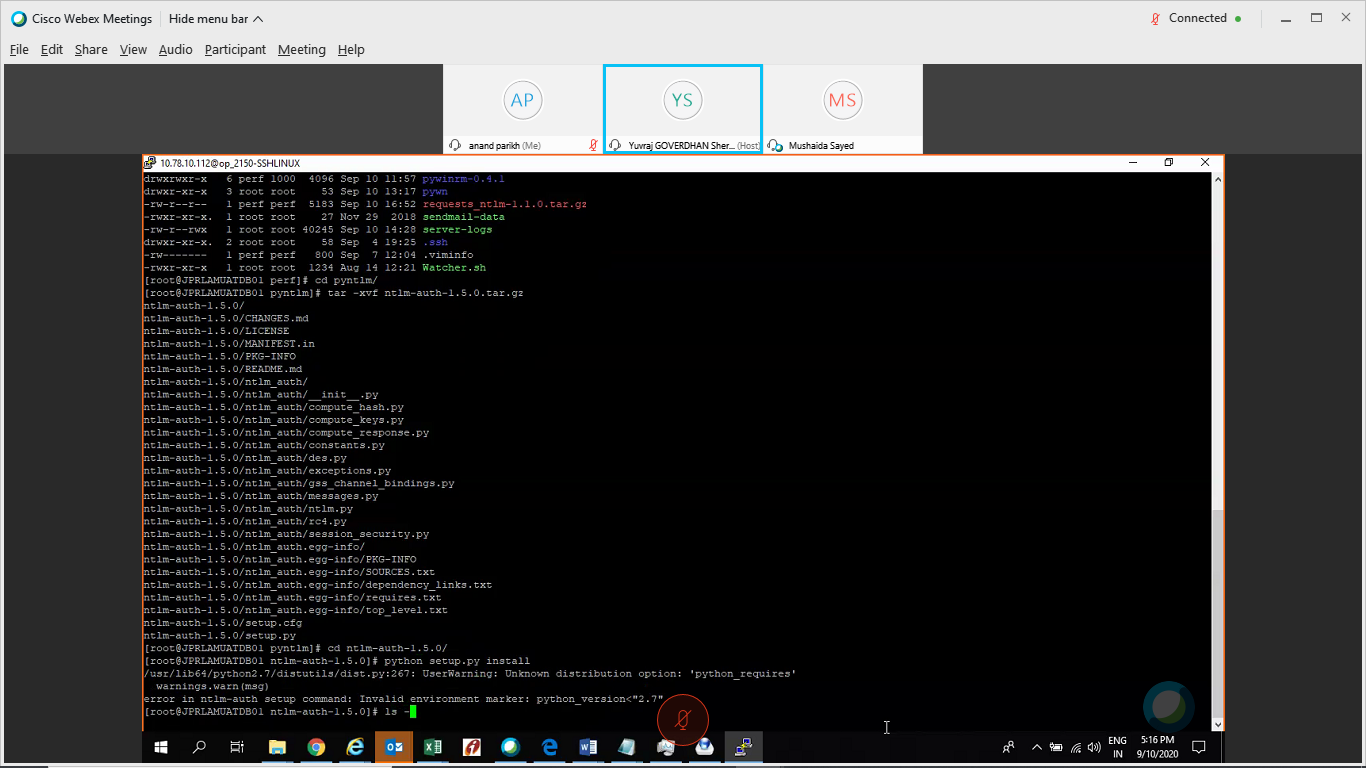 Cisco Webex Meetings
Hide menu bar
Connected
File Edit Share View Audio Participant Meeting Help
AP
YS
MS
anand parikh (Me)
Yuvraj GOVERDHAN Sher... (Host)
Mushaida Sayed
10.78.10.112@op_2150-SSHLINUX
drwxrwxr-x 6 perf 1000 4096 Sep 10 11:57 pywinrm-0.4.1
drwxr-xr-x 3 root root 53 Sep 10 13:17 pywn
-rw-r--r-- 1 perf perf 5183 Sep 10 16:52 requests_ntlm-1.1.0.tar.gz
-rwxr-xr-x. 1 root root 27 Nov 29 2018 sendmail-data
-rw-r--rwx 1 root root 40245 Sep 10 14:28 server-logs
drwxr-xr-x. 2 root root 58 Sep 4 19:25 .ssh
-rw------- 1 perf perf 800 Sep 7 12:04 .viminfo
-rwxr-xr-x 1 root root 1234 Aug 14 12:21 Watcher.sh
[root@JPRLAMUATDB01 perf]# cd pyntlm/
[root@JPRLAMUATDB01 pyntlm]# tar -xvf ntlm-auth-1.5.0.tar.gz
ntlm-auth-1.5.0/
ntlm-auth-1.5.0/CHANGES.md
ntlm-auth-1.5.0/LICENSE
ntlm-auth-1.5.0/MANIFEST.in
ntlm-auth-1.5.0/PKG-INFO
ntlm-auth-1.5.0/README.md
ntlm-auth-1.5.0/ntlm_auth/
ntlm-auth-1.5.0/ntlm_auth/__init__.py
ntlm-auth-1.5.0/ntlm_auth/compute_hash.py
ntlm-auth-1.5.0/ntlm_auth/compute_keys.py
ntlm-auth-1.5.0/ntlm_auth/compute_response.py
ntlm-auth-1.5.0/ntlm_auth/constants.py
ntlm-auth-1.5.0/ntlm_auth/des.py
ntlm-auth-1.5.0/ntlm_auth/exceptions.py
ntlm-auth-1.5.0/ntlm_auth/gss_channel_bindings.py
ntlm-auth-1.5.0/ntlm_auth/messages.py
ntlm-auth-1.5.0/ntlm_auth/ntlm.py
ntlm-auth-1.5.0/ntlm_auth/rc4.py
ntlm-auth-1.5.0/ntlm_auth/session_security.py
ntlm-auth-1.5.0/ntlm_auth.egg-info/
ntlm-auth-1.5.0/ntlm_auth.egg-info/PKG-INFO
ntlm-auth-1.5.0/ntlm_auth.egg-info/SOURCES.txt
ntlm-auth-1.5.0/ntlm_auth.egg-info/dependency_links.txt
ntlm-auth-1.5.0/ntlm_auth.egg-info/requires.txt
ntlm-auth-1.5.0/ntlm_auth.egg-info/top_level.txt
ntlm-auth-1.5.0/setup.cfg
ntlm-auth-1.5.0/setup.py
[root@JPRLAMUATDB01 pyntlm]# cd ntlm-auth-1.5.0/
[root@JPRLAMUATDB01 ntlm-auth-1.5.0]# python setup.py install
/usr/lib64/python2.7/distutils/dist.py:267: UserWarning: Unknown distribution option: 'python_requires'
warnings.warn(msg)
error in ntlm-auth setup command: Invalid environment marker: python_version<"2.7"
[root@JPRLAMUATDB01 ntlm-auth-1.5.0]# ls -
ENG
IN
5:16 PM
9/10/2020